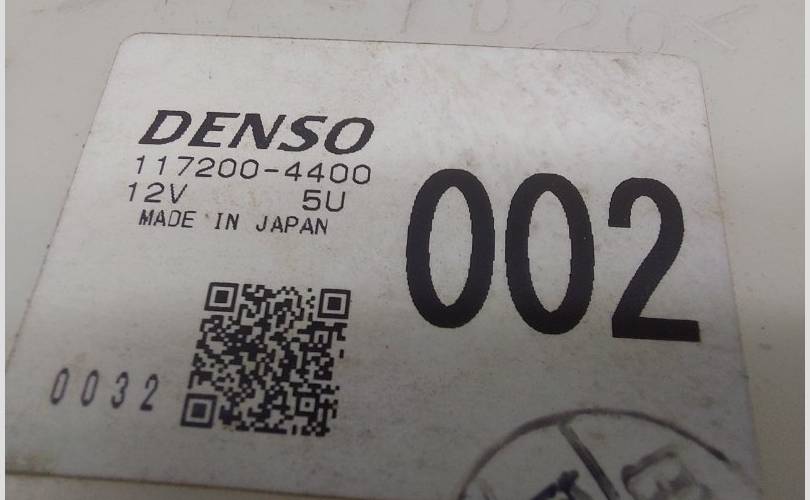 DENSO
117200-4400
12V 5U
MADE IN JAPAN
002
0032